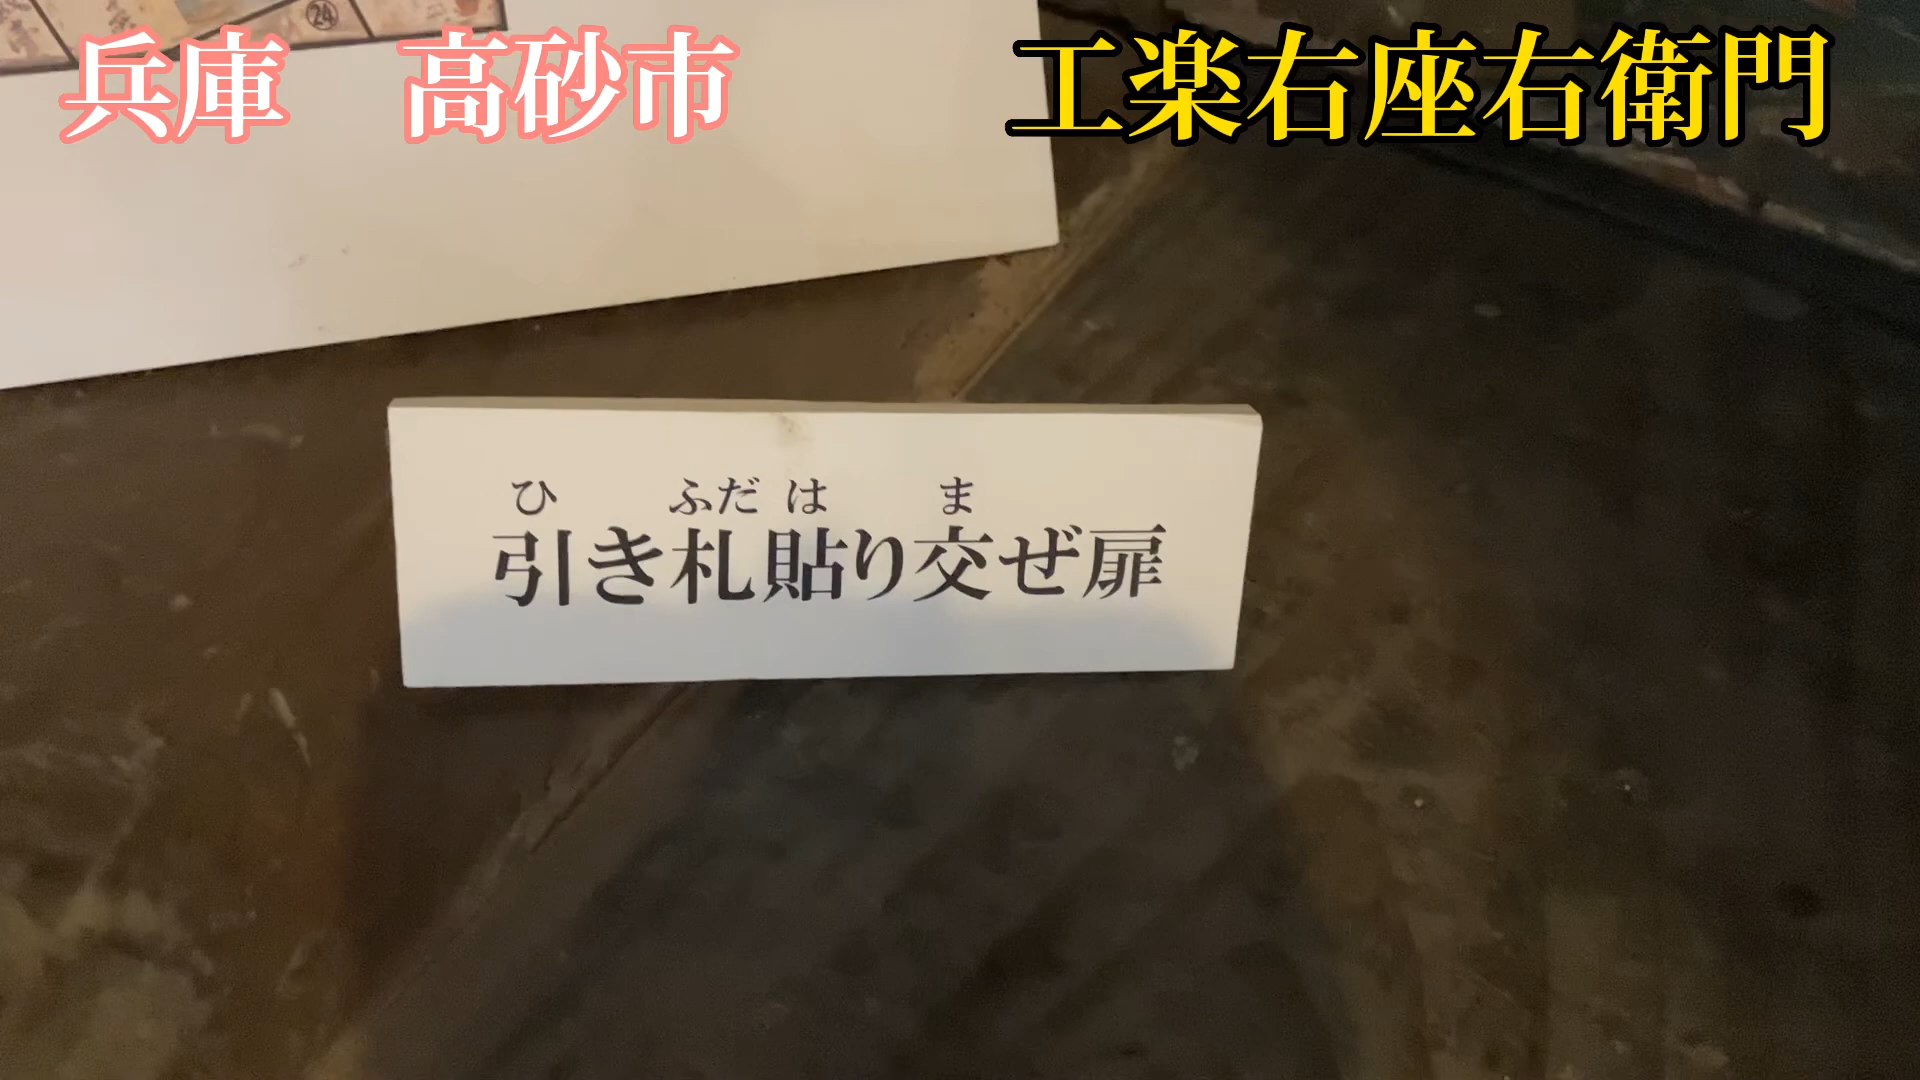 ㉔
兵庫　高砂市
工楽右座右衛門
ひ ふだ は ま
引き札貼り交ぜ扉